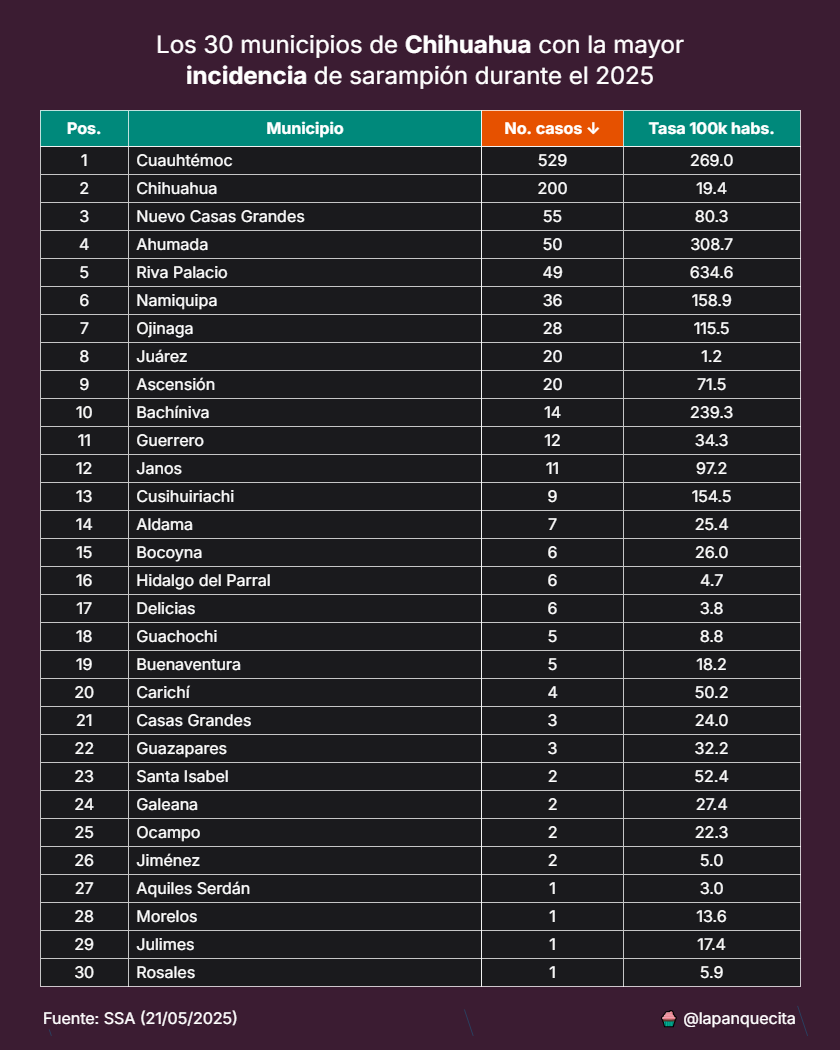 Los 30 municipios de Chihuahua con la mayor
incidencia de sarampión durante el 2025
Pos. Municipio No. casos ↓ Tasa 100k habs.
1 Cuauhtémoc 529 269.0
2 Chihuahua 200 19.4
3 Nuevo Casas Grandes 55 80.3
4 Ahumada 50 308.7
5 Riva Palacio 49 634.6
6 Namiquipa 36 158.9
7 Ojinaga 28 115.5
8 Juárez 20 1.2
9 Ascensión 20 71.5
10 Bachíniva 14 239.3
11 Guerrero 12 34.3
12 Janos 11 97.2
13 Cusihuiriachi 9 154.5
14 Aldama 7 25.4
15 Bocoyna 6 26.0
16 Hidalgo del Parral 6 4.7
17 Delicias 6 3.8
18 Guachochi 5 8.8
19 Buenaventura 5 18.2
20 Carichí 4 50.2
21 Casas Grandes 3 24.0
22 Guazapares 3 32.2
23 Santa Isabel 2 52.4
24 Galeana 2 27.4
25 Ocampo 2 22.3
26 Jiménez 2 5.0
27 Aquiles Serdán 1 3.0
28 Morelos 1 13.6
29 Julimes 1 17.4
30 Rosales 1 5.9
Fuente: SSA (21/05/2025) @lapanquecita